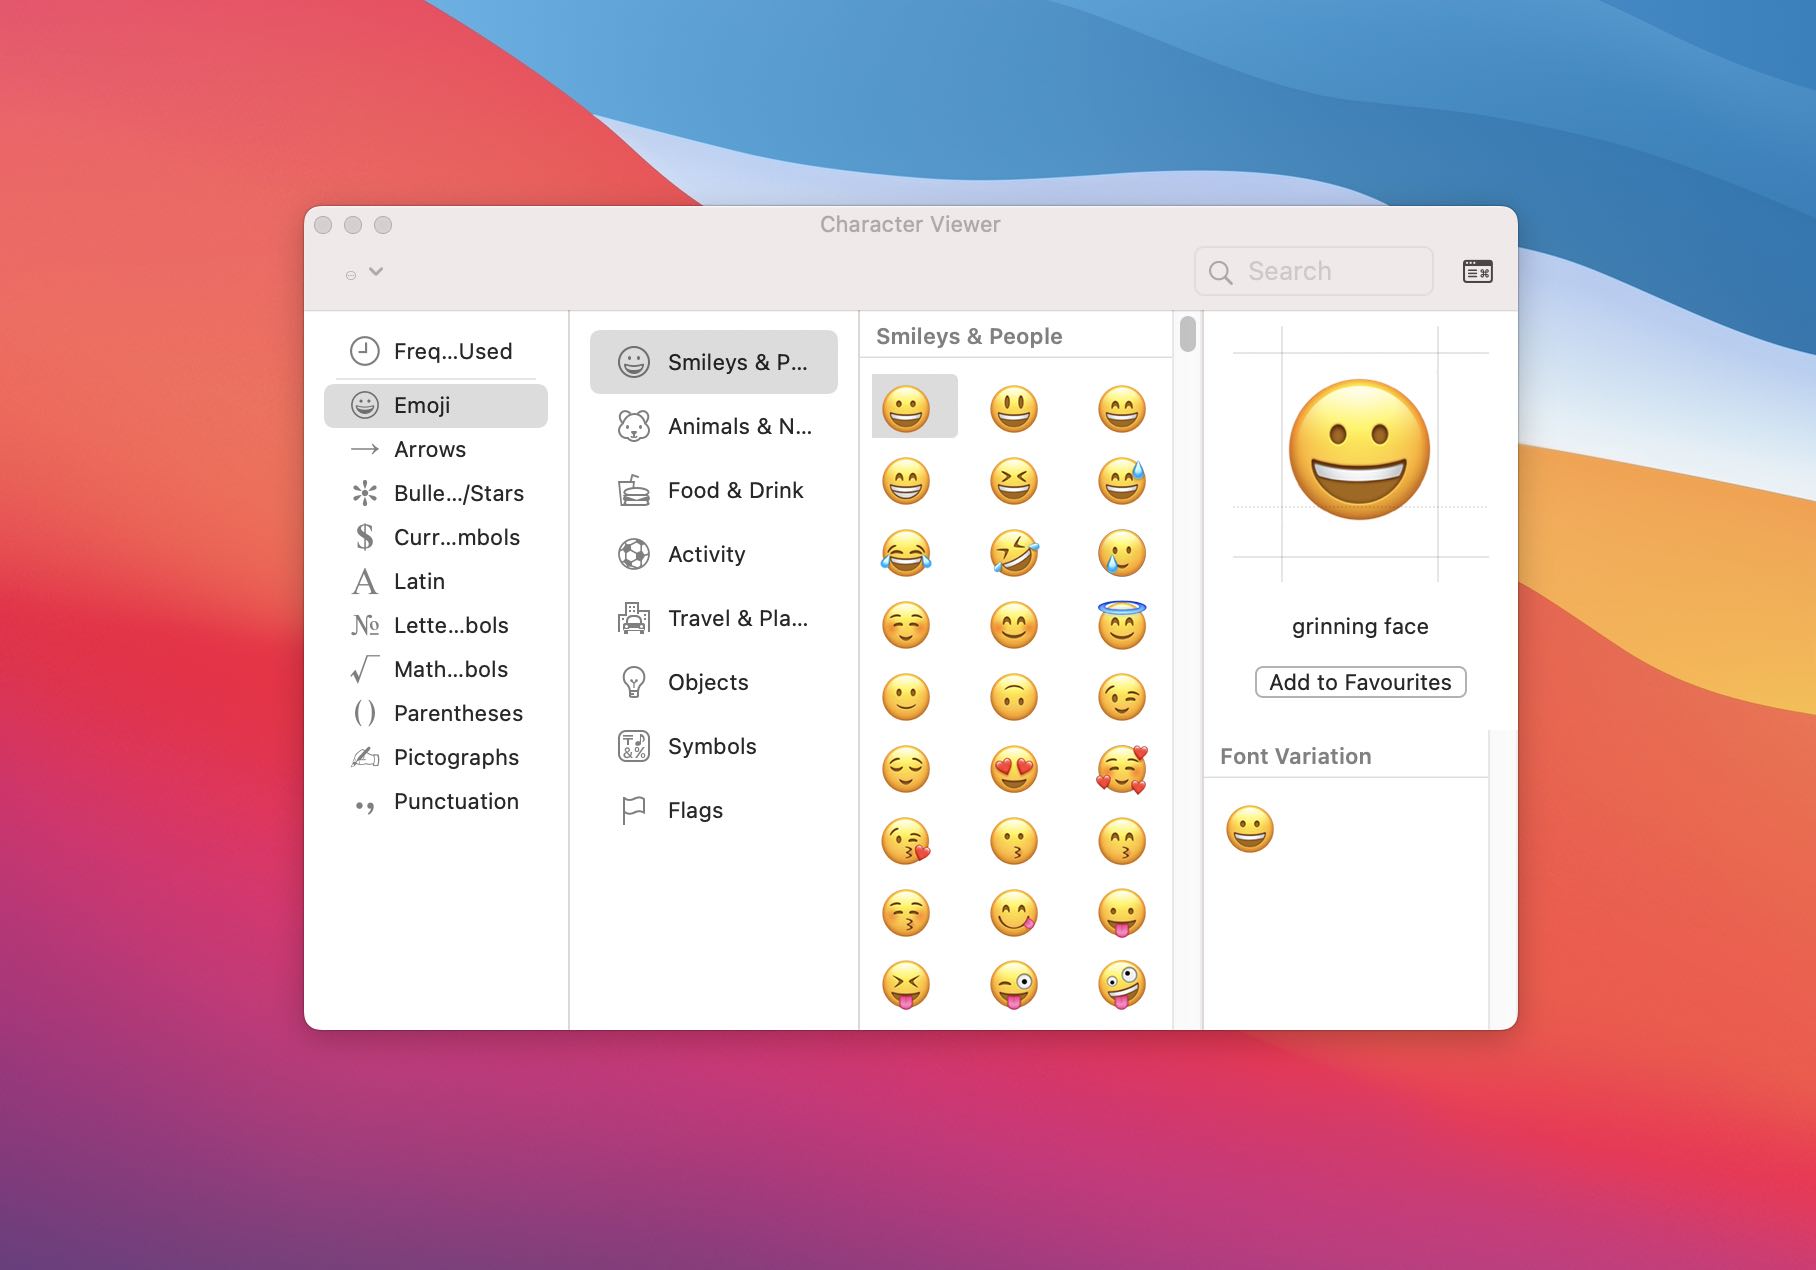 Character Viewer
Search
Freq...Used
Emoji
Arrows
Bulle.../Stars
Curr...mbols
Latin
Lette...bols
Math...bols
Parentheses
Pictographs
Punctuation
Smileys & P...
Animals & N...
Food & Drink
Activity
Travel & Pla...
Objects
Symbols
Flags
Smileys & People
grinning face
Add to Favourites
Font Variation